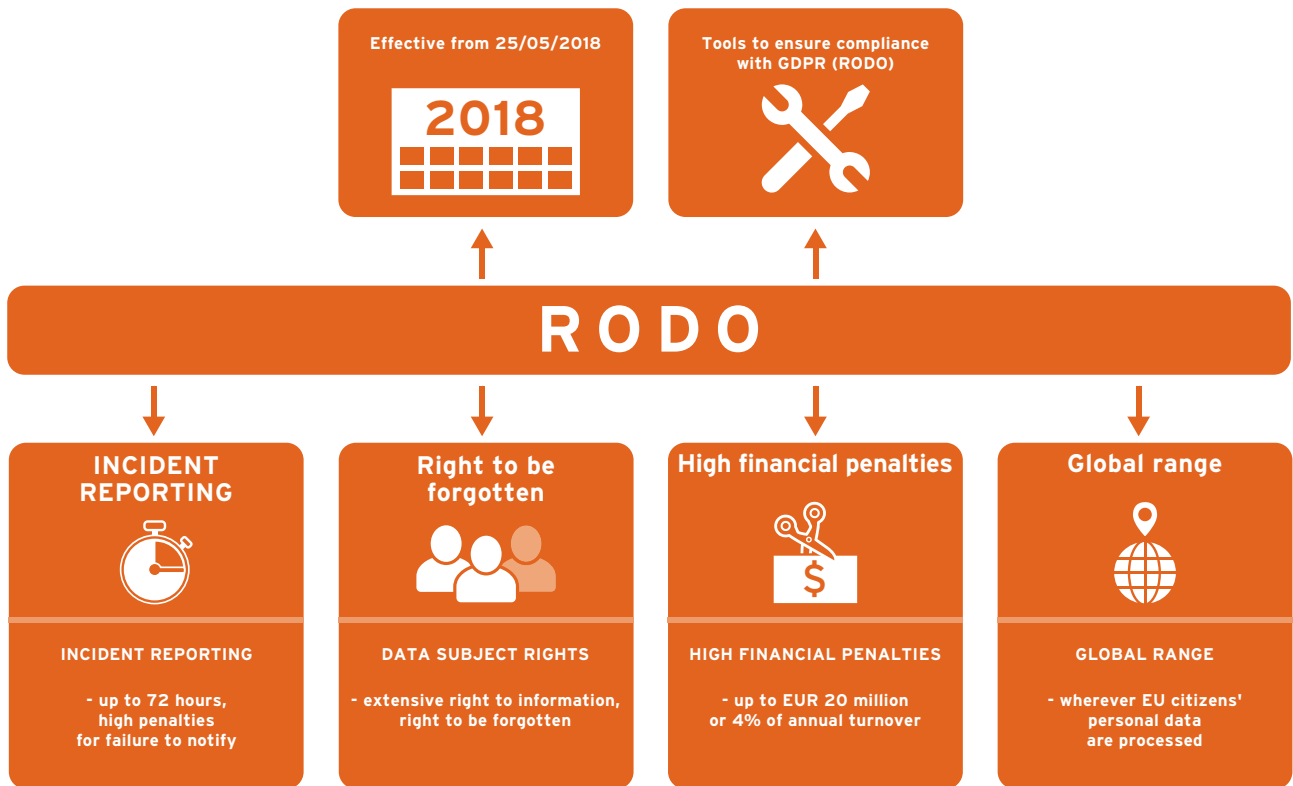 Effective from 25/05/2018
2018
Tools to ensure compliance
with GDPR (RODO)
RODO
INCIDENT
REPORTING
INCIDENT REPORTING
- up to 72 hours,
high penalties
for failure to notify
Right to be
forgotten
DATA SUBJECT RIGHTS
- extensive right to information,
right to be forgotten
High financial penalties
$
HIGH FINANCIAL PENALTIES
- up to EUR 20 million
or 4% of annual turnover
Global range
GLOBAL RANGE
- wherever EU citizens'
personal data
are processed